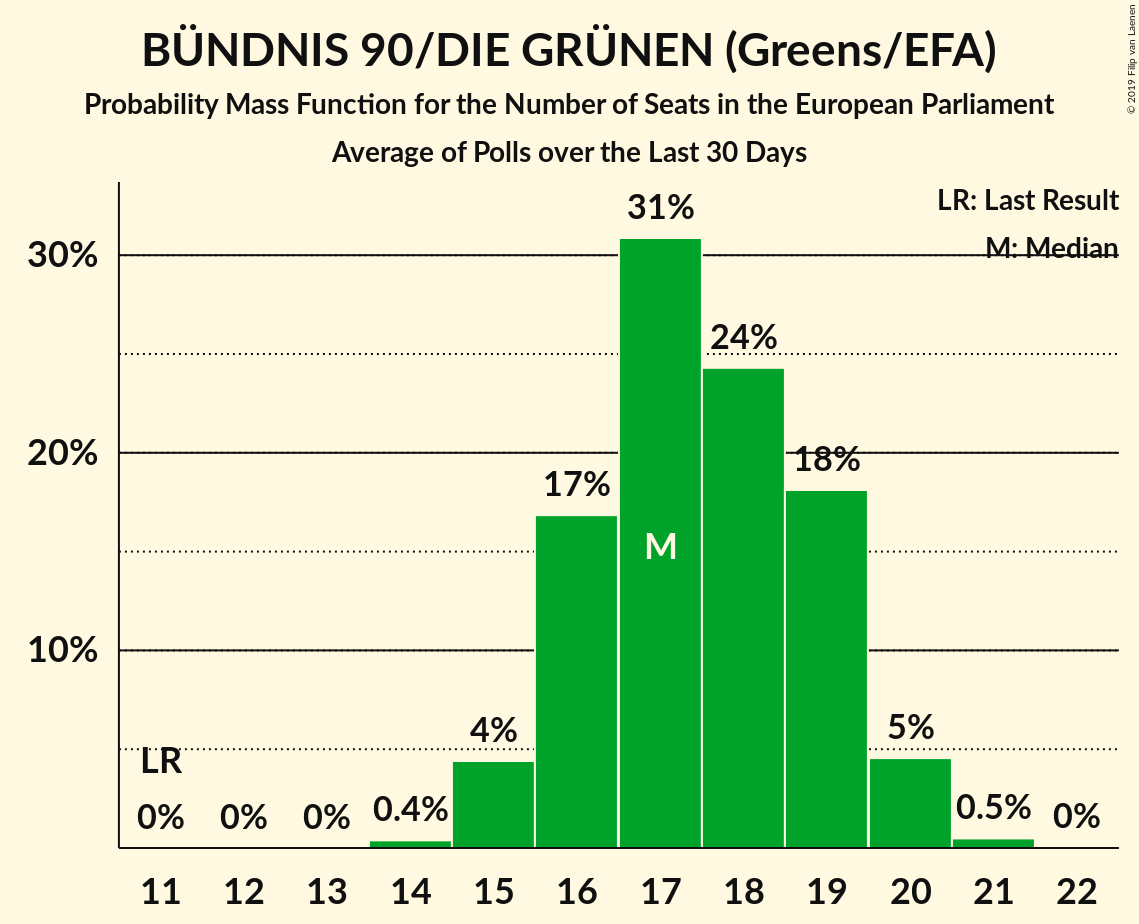 BÜNDNIS 90/DIE GRÜNEN (Greens/EFA)
Probability Mass Function for the Number of Seats in the European Parliament
Average of Polls over the Last 30 Days
© 2019 Filip van Laenen
LR: Last Result
M: Median
30%
20%
10%
31%
24%
18%
17%
M
4%
5%
LR
0%
0%
0%
0.4%
0.5%
0%
11 12 13 14 15 16 17 18 19 20 21 22